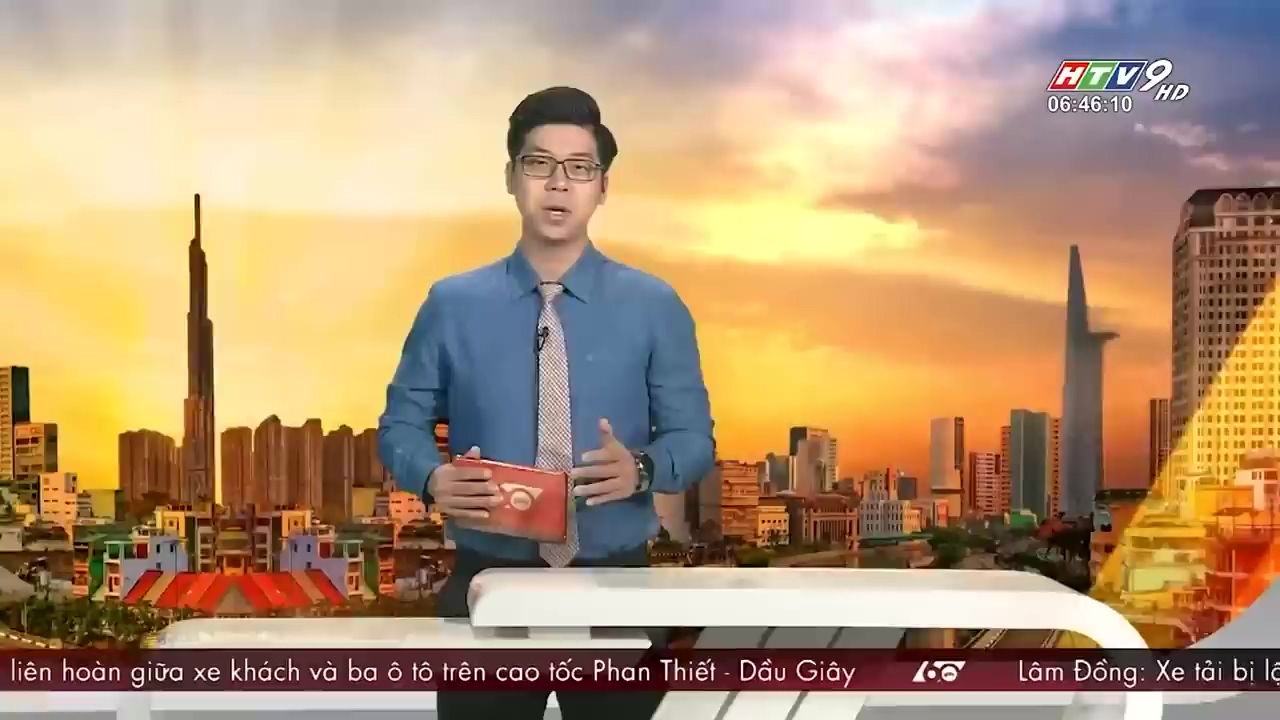 HTV9 HD
06:46:10
liên hoàn giữa xe khách và ba ô tô trên cao tốc Phan Thiết - Dầu Giây 60 Lâm Đồng: Xe tải bị